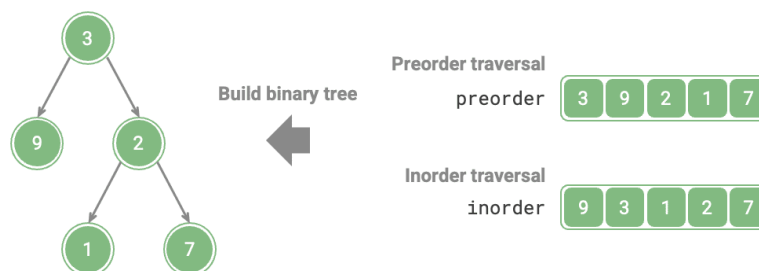 3
Preorder traversal
preorder 3 9 2 1 7
Build binary tree
9 2
Inorder traversal
inorder 9 3 1 2 7
1 7